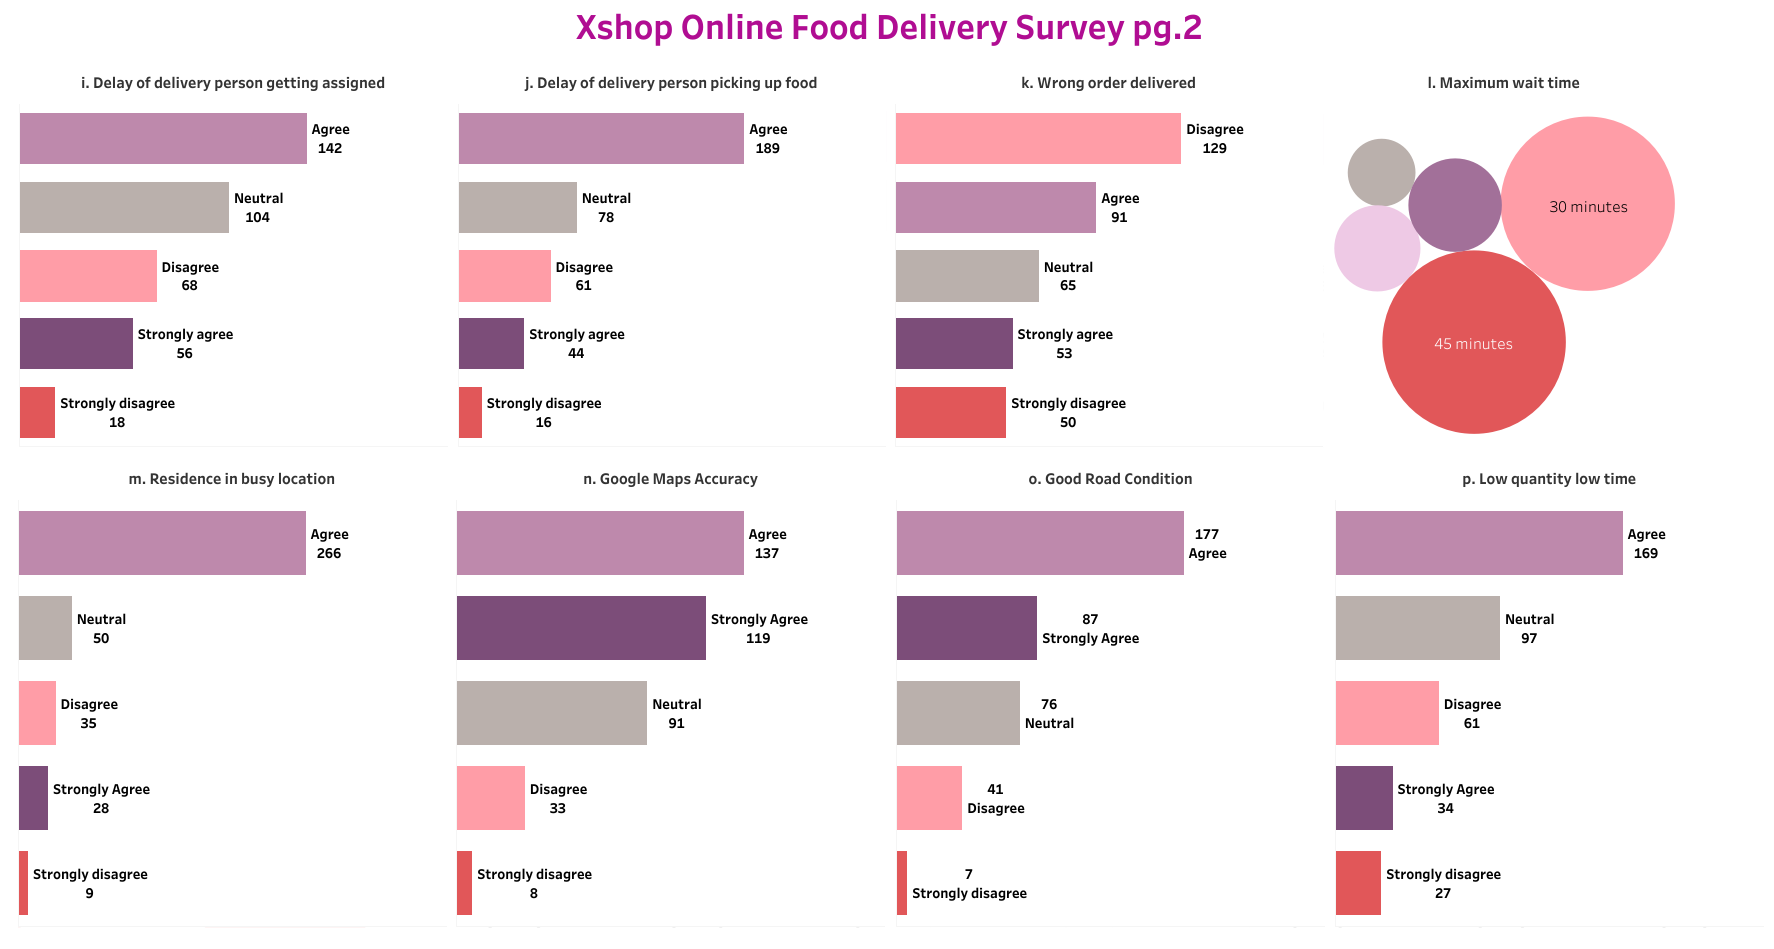 Xshop Online Food Delivery Survey pg.2
i. Delay of delivery person getting assigned
Agree
142
Neutral
104
Disagree
68
Strongly agree
56
Strongly disagree
18
j. Delay of delivery person picking up food
Agree
189
Neutral
78
Disagree
61
Strongly agree
44
Strongly disagree
16
k. Wrong order delivered
Disagree
129
Agree
91
Neutral
65
Strongly agree
53
Strongly disagree
50
l. Maximum wait time
30 minutes
45 minutes
m. Residence in busy location
Agree
266
Neutral
50
Disagree
35
Strongly Agree
28
Strongly disagree
9
n. Google Maps Accuracy
Agree
137
Strongly Agree
119
Neutral
91
Disagree
33
Strongly disagree
8
o. Good Road Condition
177
Agree
87
Strongly Agree
76
Neutral
41
Disagree
7
Strongly disagree
p. Low quantity low time
Agree
169
Neutral
97
Disagree
61
Strongly Agree
34
Strongly disagree
27